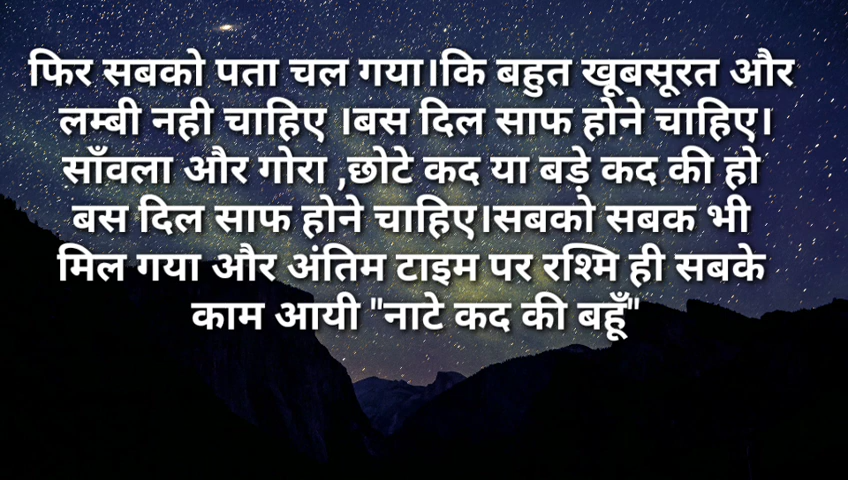 फिर सबको पता चल गया।कि बहुत खूबसूरत और
लम्बी नही चाहिए ।बस दिल साफ होने चाहिए।
साँवला और गोरा ,छोटे कद या बड़े कद की हो
बस दिल साफ होने चाहिए।सबको सबक भी
मिल गया और अंतिम टाइम पर रश्मि ही सबके
काम आयी "नाटे कद की बहूँ"